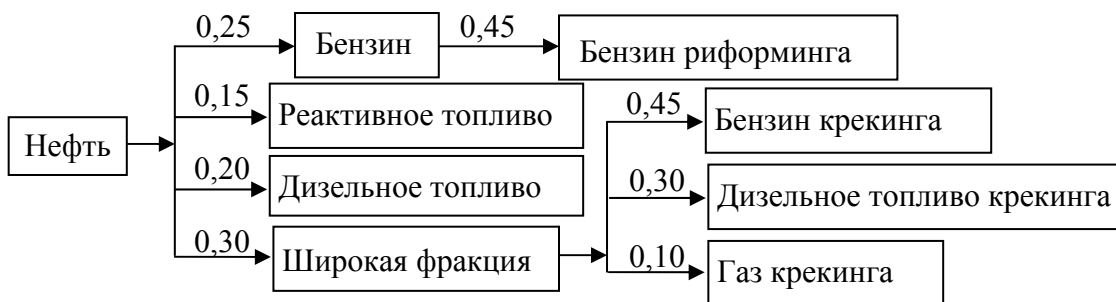 0,25
Бензин
0,45
Бензин риформинга
0,15
Реактивное топливо
0,45
Бензин крекинга
Нефть
0,20
Дизельное топливо
0,30
Дизельное топливо крекинга
0,30
Широкая фракция
0,10
Газ крекинга